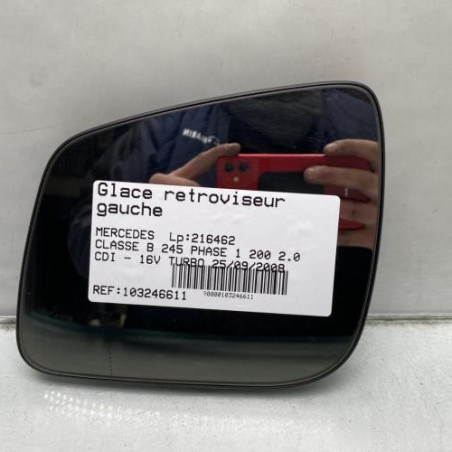 Glace retroviseur
gauche
MERCEDES Lp:216462
CLASSE B 245 PHASE 1 200 2.0
CDI - 16V TURBO 25/09/2008
REF:103246611
?0000103246611